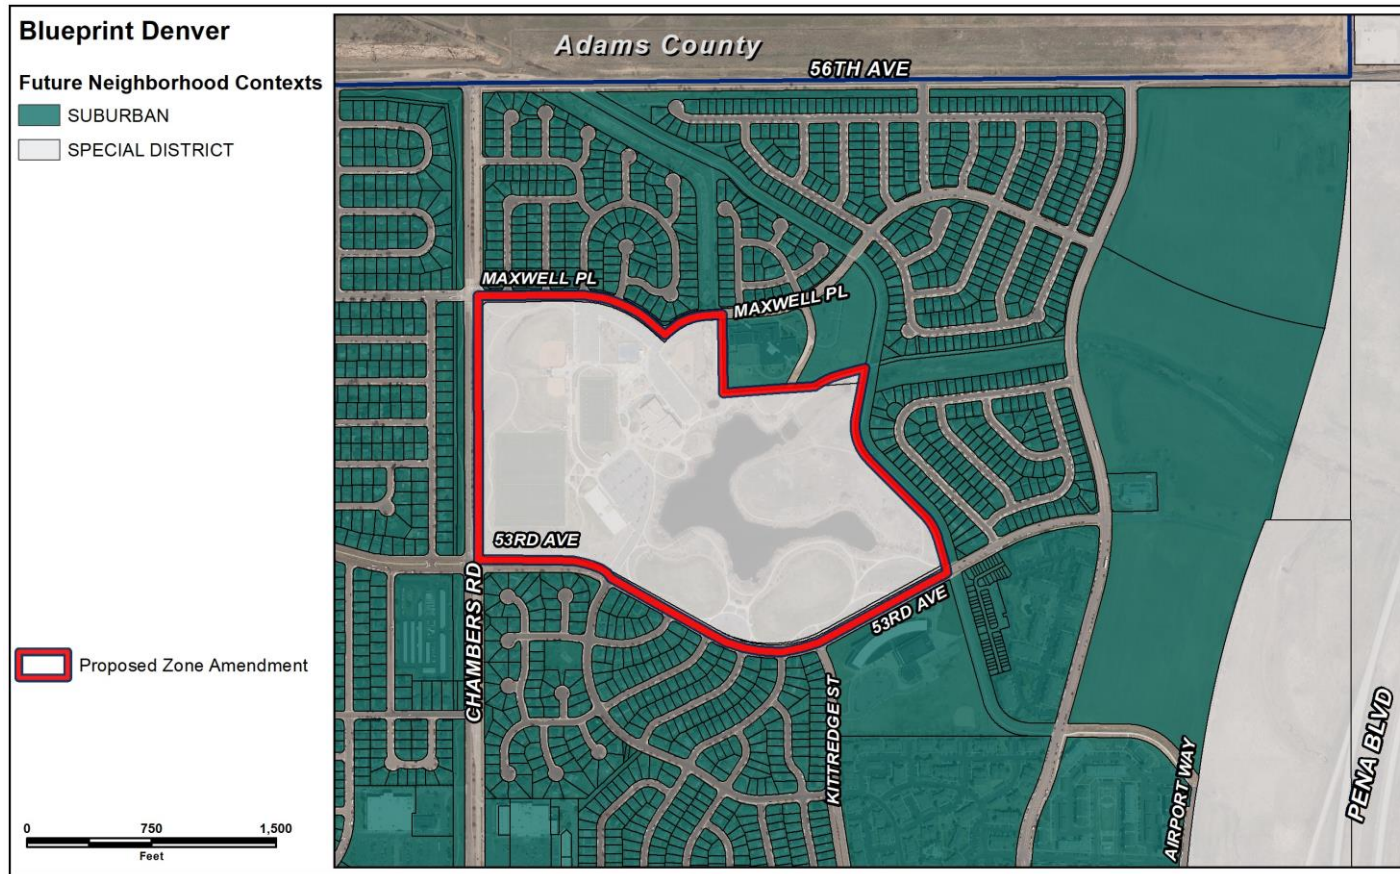 Blueprint Denver
Future Neighborhood Contexts
SUBURBAN
SPECIAL DISTRICT
Adams County
56TH AVE
MAXWELL PL
MAXWELL PL
53RD AVE
53RD AVE
CHAMBERS RD
KITTREDGE ST
AIRPORT WAY
PENA BLVD
Proposed Zone Amendment
0 750 1,500
Feet